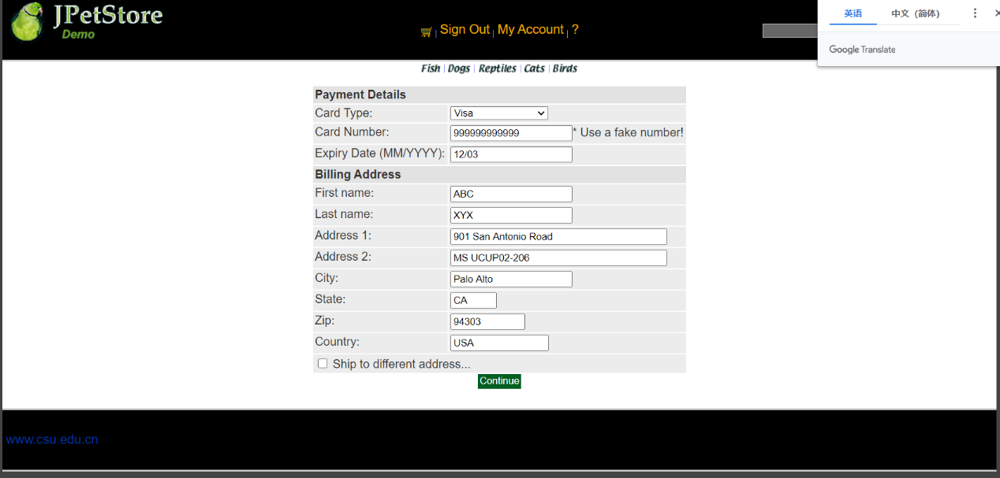 JPetStore
Demo
Sign Out | My Account | ?
英语 中文（简体）
Google Translate
Fish | Dogs | Reptiles | Cats | Birds
Payment Details
Card Type: Visa
Card Number: 999999999999 * Use a fake number!
Expiry Date (MM/YYYY): 12/03
Billing Address
First name: ABC
Last name: XYX
Address 1: 901 San Antonio Road
Address 2: MS UCUP02-206
City: Palo Alto
State: CA
Zip: 94303
Country: USA
Ship to different address...
Continue
www.csu.edu.cn